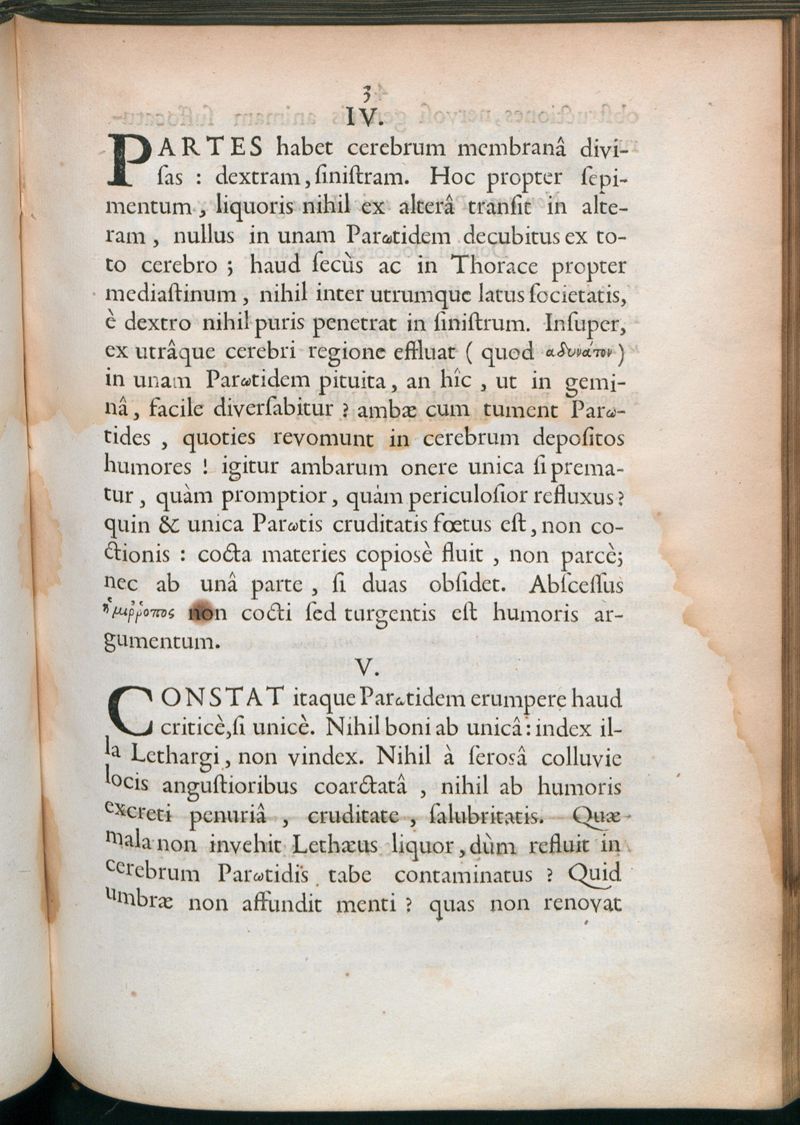 3
IV.
PARTES habet cerebrum membranâ divi-
ſas : dextram, ſiniſtram. Hoc propter ſepi-
mentum, liquoris nihil ex alterâ tranſit in alte-
ram, nullus in unam Parωtidem decubitus ex to-
to cerebro ; haud ſecùs ac in Thorace propter
mediaſtinum, nihil inter utrumque latus ſocietatis,
è dextro nihil puris penetrat in ſiniſtrum. Inſuper,
ex utrâque cerebri regione effluat ( quod αδυνάτον )
in unam Parωtidem pituita, an hîc, ut in gemi-
nâ, facile diverſabitur ? ambæ cum tument Parω-
tides, quoties revomunt in cerebrum depoſitos
humores ! igitur ambarum onere unica ſi prema-
tur, quàm promptior, quàm periculoſior refluxus ?
quin & unica Parωtis cruditatis fœtus eſt, non co-
ctionis : cocta materies copiosè fluit, non parcè;
nec ab unâ parte, ſi duas obſidet. Abſceſſus
ἡμιῤῥοπος non cocti ſed turgentis eſt humoris ar-
gumentum.
V.
CONSTAT itaque Parωtidem erumpere haud
criticè, ſi unicè. Nihil boni ab unicâ : index il-
la Lethargi, non vindex. Nihil à ſerosâ colluvie
locis anguſtioribus coarctatâ, nihil ab humoris
excreti penuriâ, cruditate, ſalubritatis. Quæ
mala non invehit Lethæus liquor, dùm refluit in
cerebrum Parωtidis tabe contaminatus ? Quid
umbræ non affundit menti ? quas non renovat